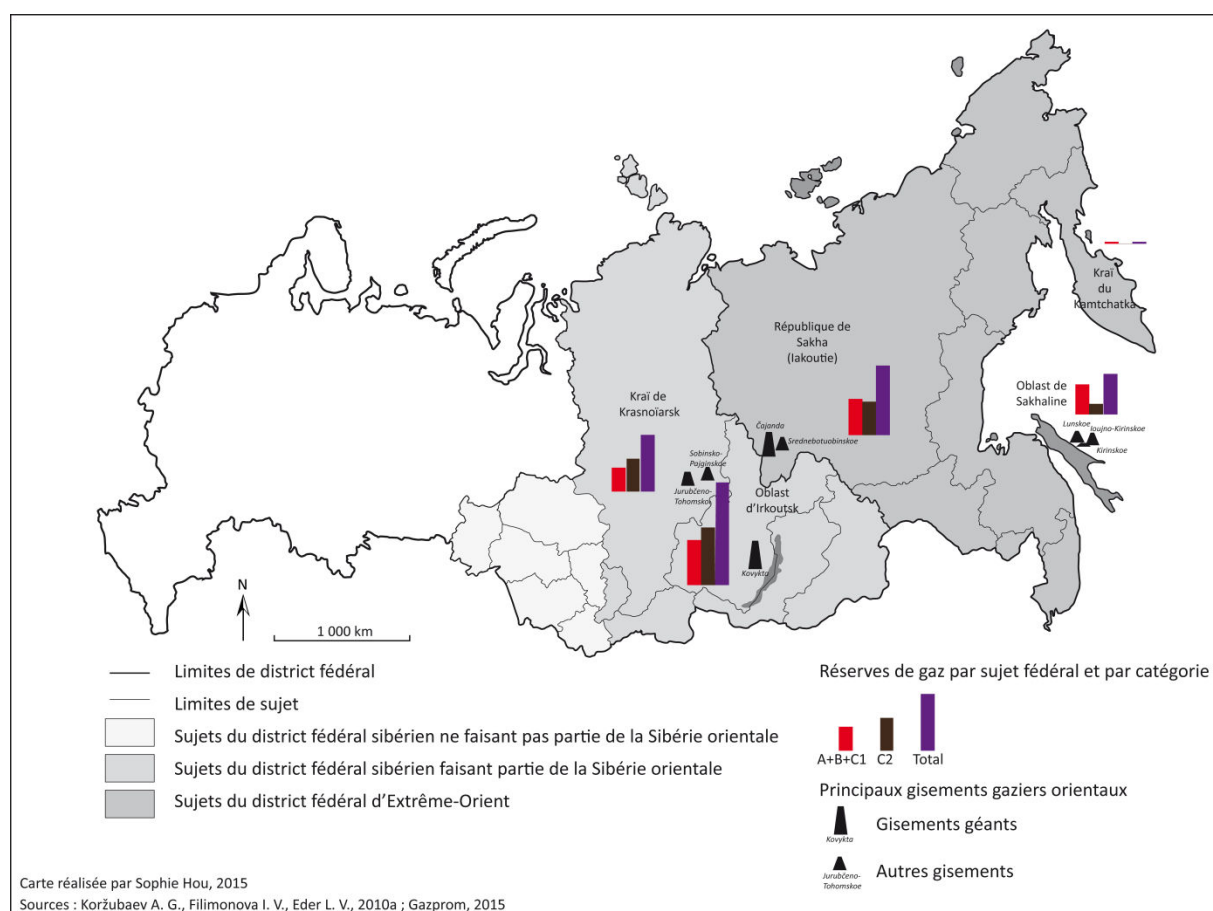 Kraï
du
Kamtchatka
République de
Sakha
(Iakoutie)
Oblast de
Sakhaline
Lunskoe
Ioujno-Kirinskoe
Kirinskoe
Kraï de
Krasnoïarsk
Čajanda
Srednebotuobinskoe
Sobinsko-
Pajginskoe
Jurubčeno-
Tohomskoe
Oblast
d'Irkoutsk
Kovykta
N
1 000 km
Limites de district fédéral
Limites de sujet
Sujets du district fédéral sibérien ne faisant pas partie de la Sibérie orientale
Sujets du district fédéral sibérien faisant partie de la Sibérie orientale
Sujets du district fédéral d'Extrême-Orient
Réserves de gaz par sujet fédéral et par catégorie
A+B+C1 C2 Total
Principaux gisements gaziers orientaux
Kovykta
Gisements géants
Jurubčeno-
Tohomskoe
Autres gisements
Carte réalisée par Sophie Hou, 2015
Sources : Koržubaev A. G., Filimonova I. V., Eder L. V., 2010a ; Gazprom, 2015